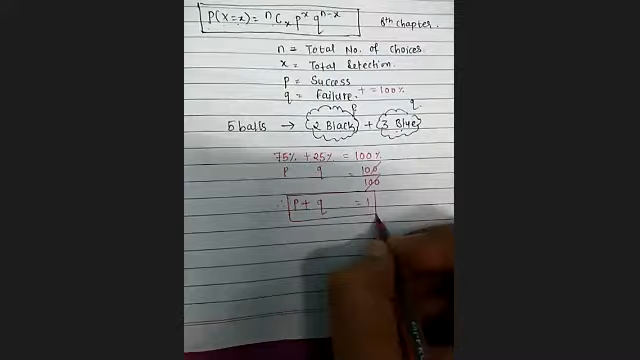 P(X=x) = ⁿCₓ pˣ qⁿ⁻ˣ 8th chapter.
n = Total No. of choices.
x = Total Selection.
p = Success
q = Failure. + = 100%
p q
5 balls → 2 Black + 3 Blue
75% + 25% = 100%
p q = 100/100
∴ p + q = 1